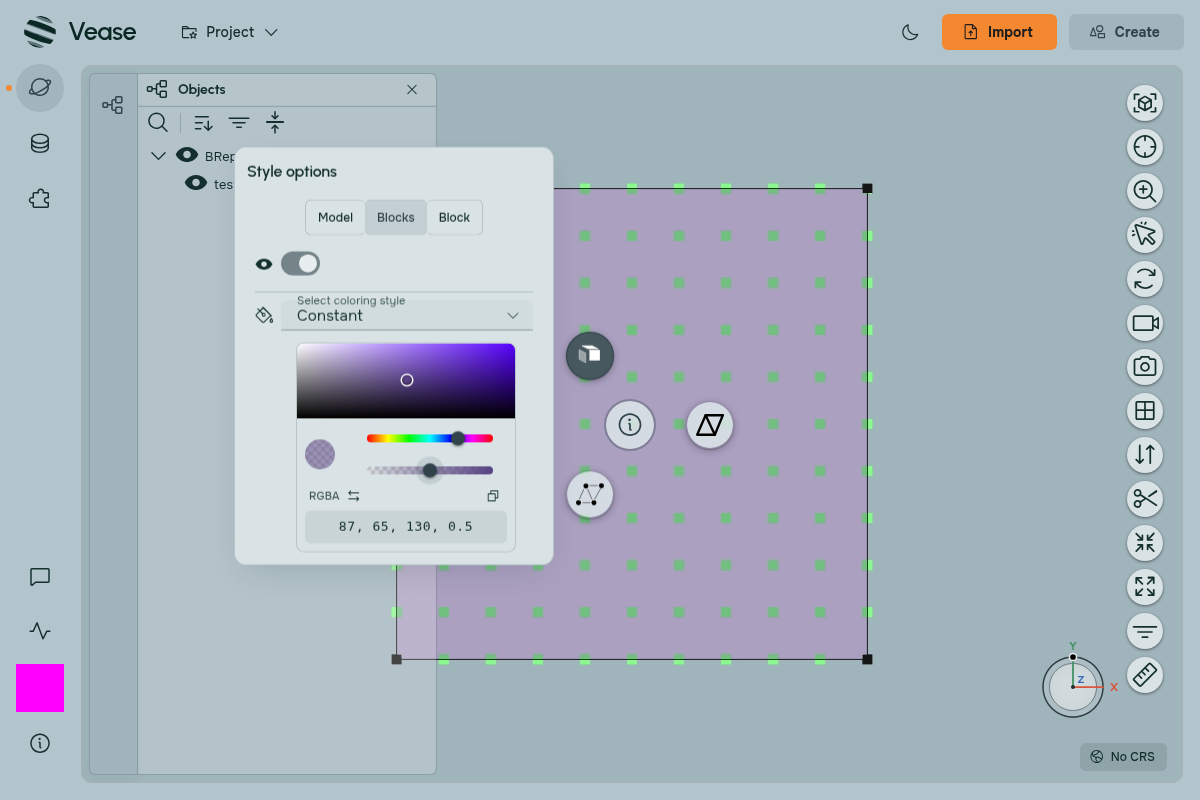 Vease
Project
Import
Create
Objects
BRep
tes
Style options
Model
Blocks
Block
Select coloring style
Constant
RGBA
87, 65, 130, 0.5
Y
Z
X
No CRS